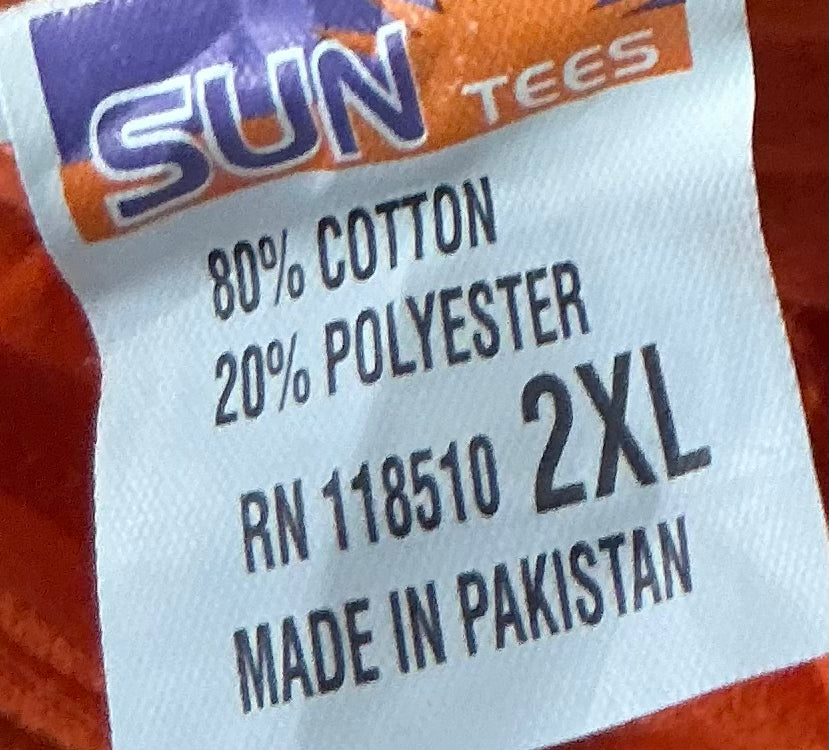 SUN TEES
80% COTTON
20% POLYESTER
RN 118510 2XL
MADE IN PAKISTAN